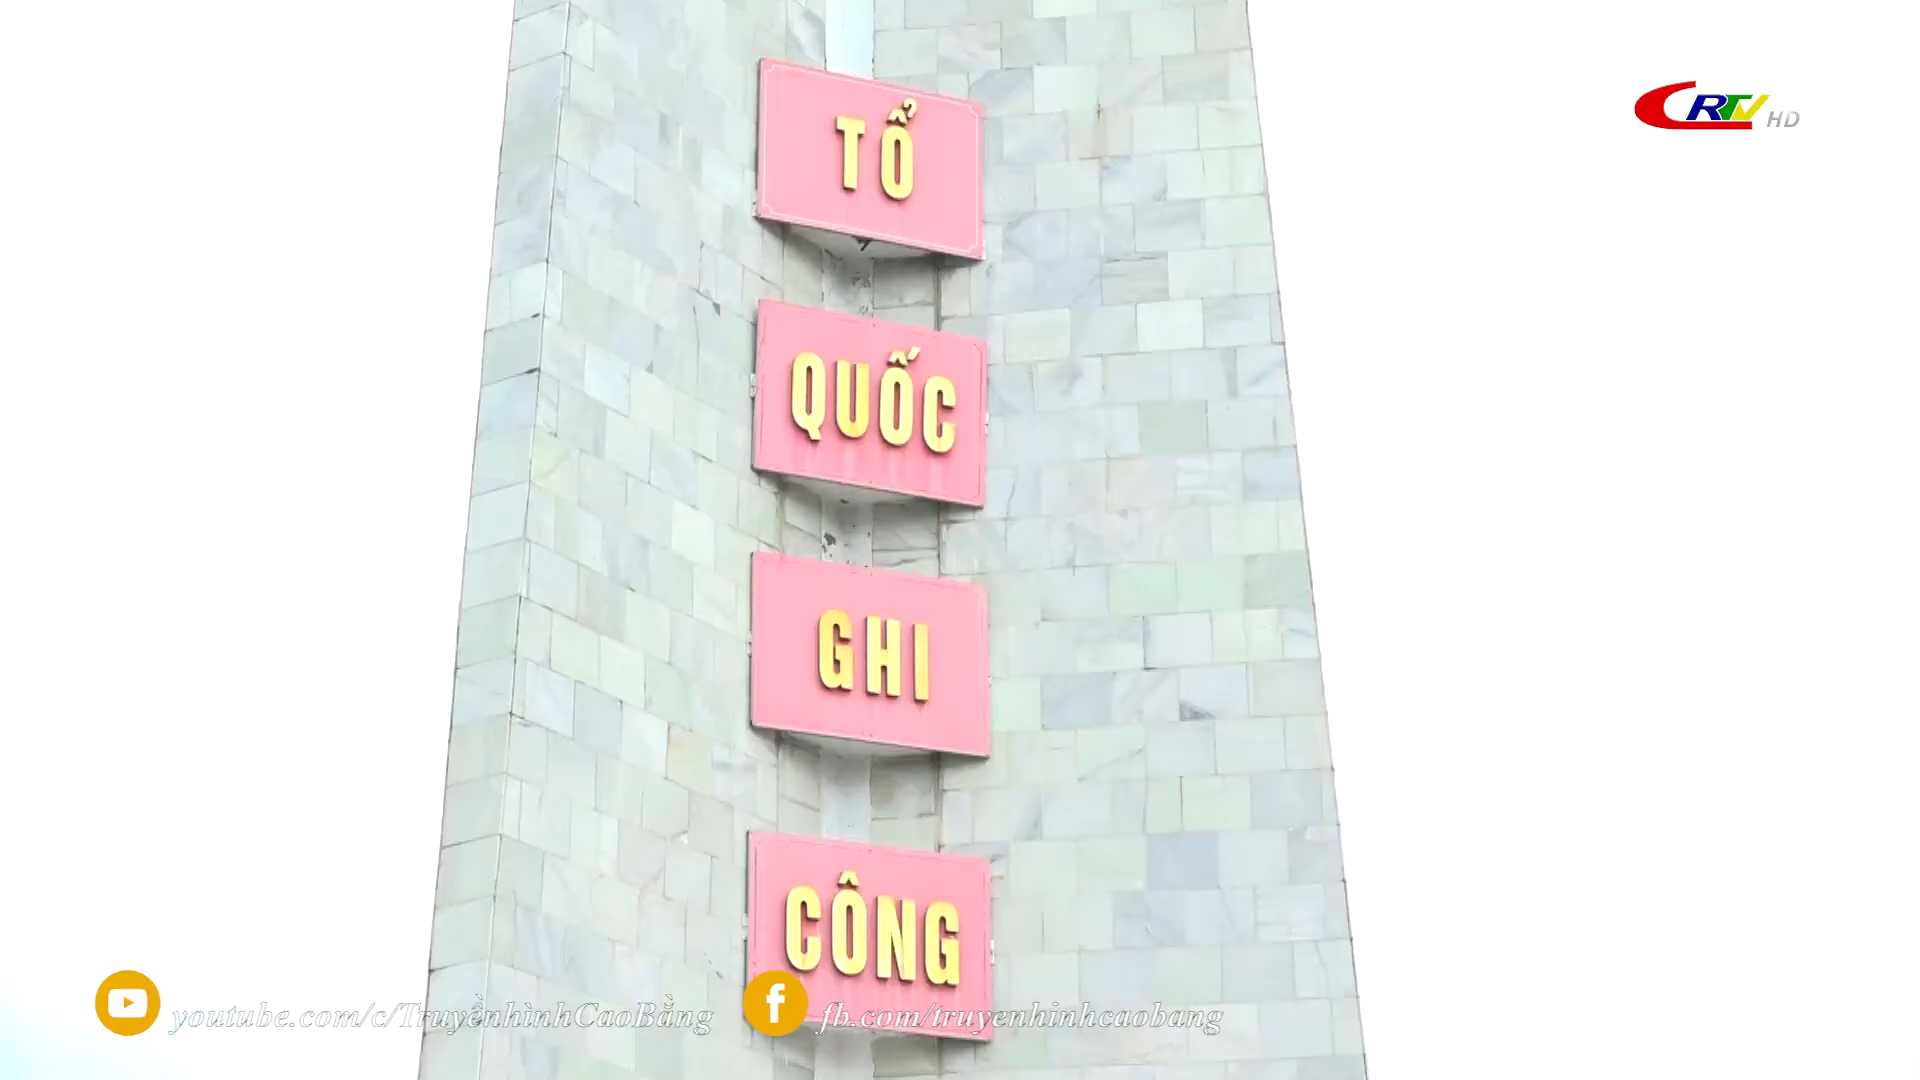 CRTV HD
TỔ
QUỐC
GHI
CÔNG
youtube.com/c/TruyềnhìnhCaoBằng
fb.com/truyenhinhcaobang